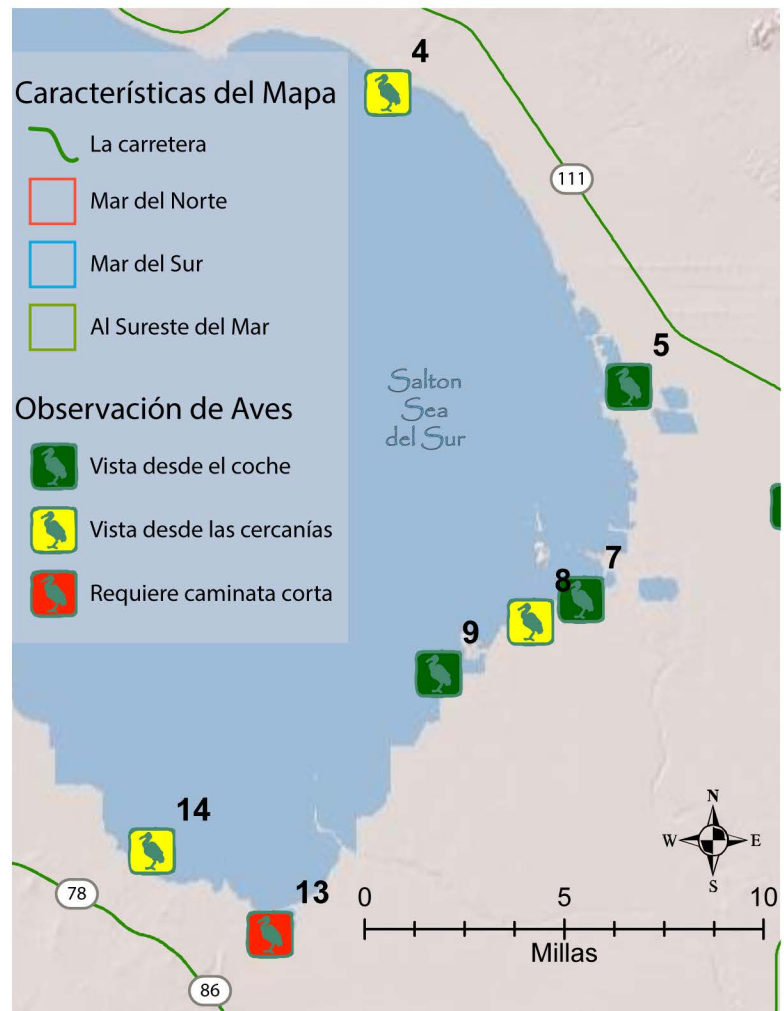 4
Características del Mapa
La carretera
111
Mar del Norte
Mar del Sur
Al Sureste del Mar
5
Salton
Sea
del Sur
Observación de Aves
Vista desde el coche
Vista desde las cercanías
Requiere caminata corta
7
8
9
14
N
W
E
S
78
13
0
5
10
Millas
86